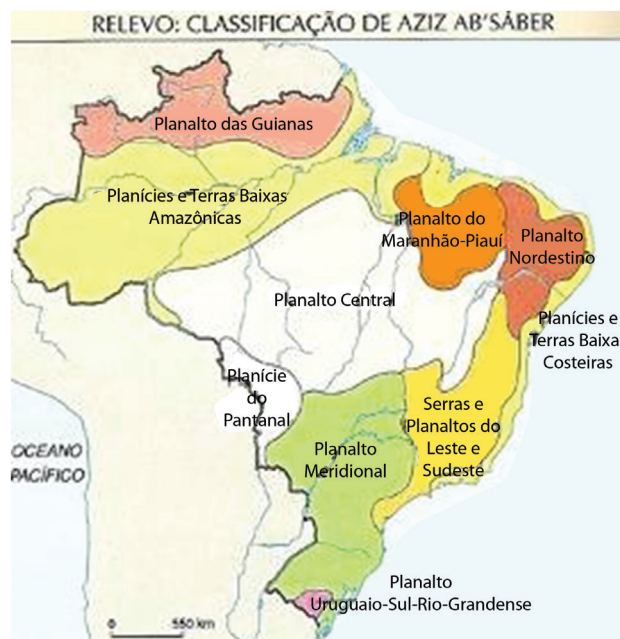 RELEVO: CLASSIFICAÇÃO DE AZIZ AB'SÁBER
Planalto das Guianas
Planícies e Terras Baixas
Amazônicas
Planalto do
Maranhão-Piauí
Planalto
Nordestino
Planalto Central
Planícies e
Terras Baixa
Costeiras
Planície
do
Pantanal
Serras e
Planaltos do
Leste e
Sudeste
Planalto
Meridional
OCEANO
PACÍFICO
Planalto
Uruguaio-Sul-Rio-Grandense
0 550 km